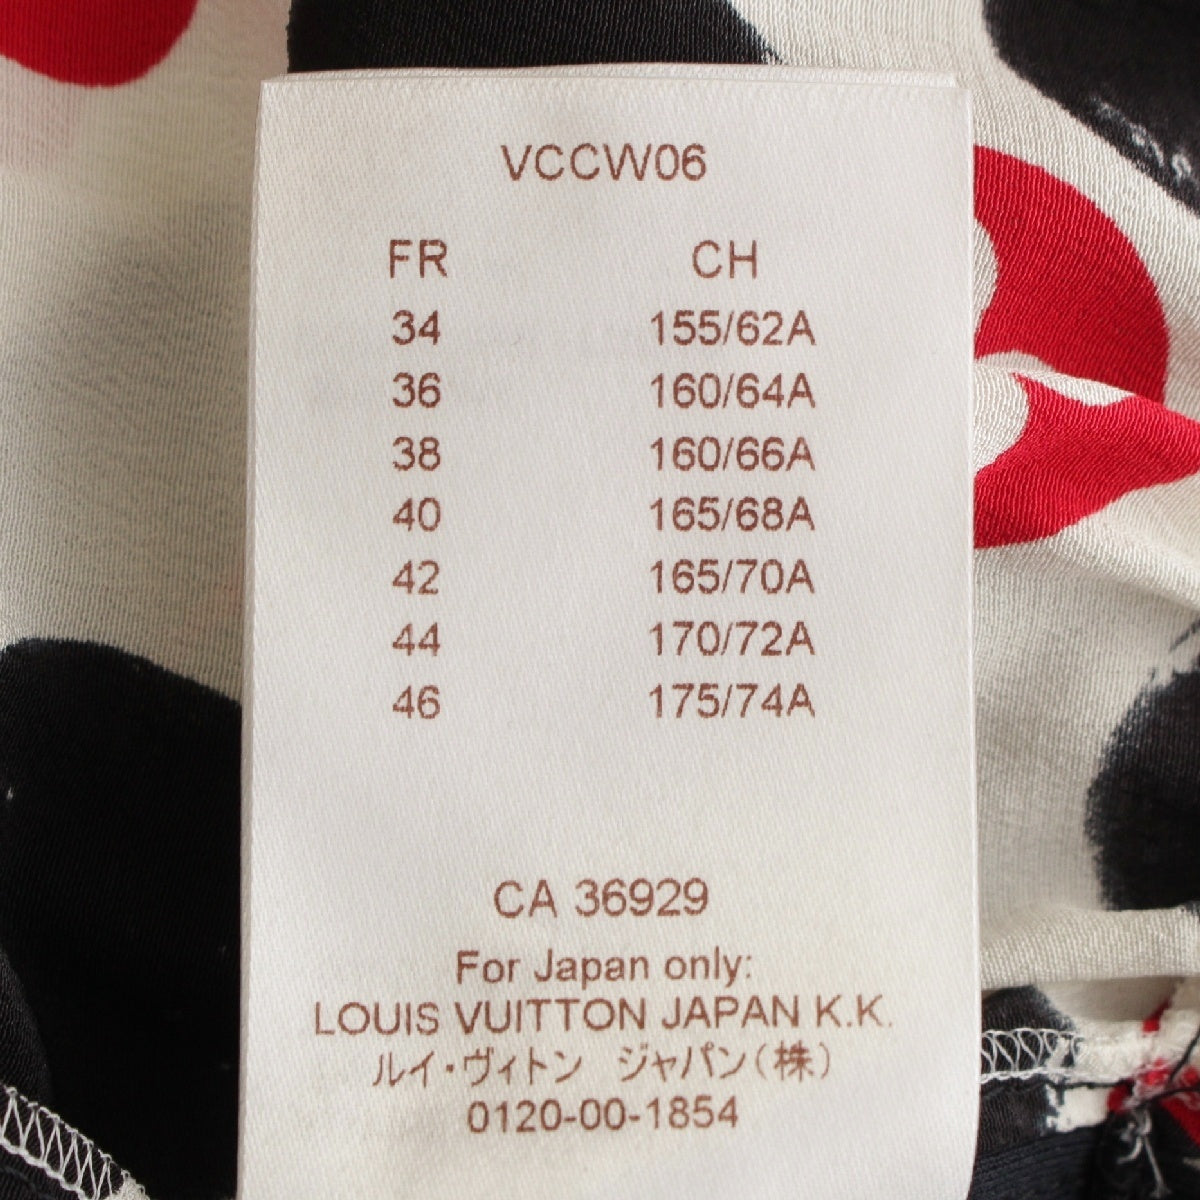 VCCW06
FR CH
34 155/62A
36 160/64A
38 160/66A
40 165/68A
42 165/70A
44 170/72A
46 175/74A
CA 36929
For Japan only:
LOUIS VUITTON JAPAN K.K.
ルイ・ヴィトン ジャパン(株)
0120-00-1854